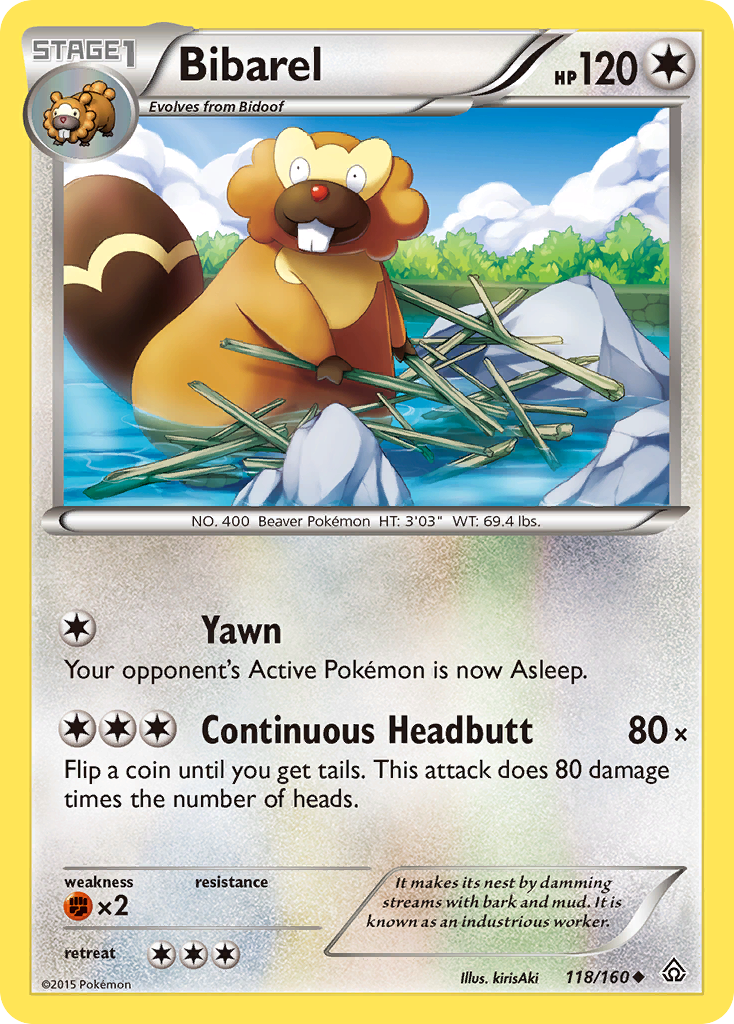 STAGE1
Bibarel
HP120
Evolves from Bidoof
NO. 400 Beaver Pokémon HT: 3'03" WT: 69.4 lbs.
Yawn
Your opponent's Active Pokémon is now Asleep.
Continuous Headbutt 80×
Flip a coin until you get tails. This attack does 80 damage
times the number of heads.
weakness resistance
×2
It makes its nest by damming
streams with bark and mud. It is
known as an industrious worker.
retreat
©2015 Pokémon
Illus. kirisAki
118/160